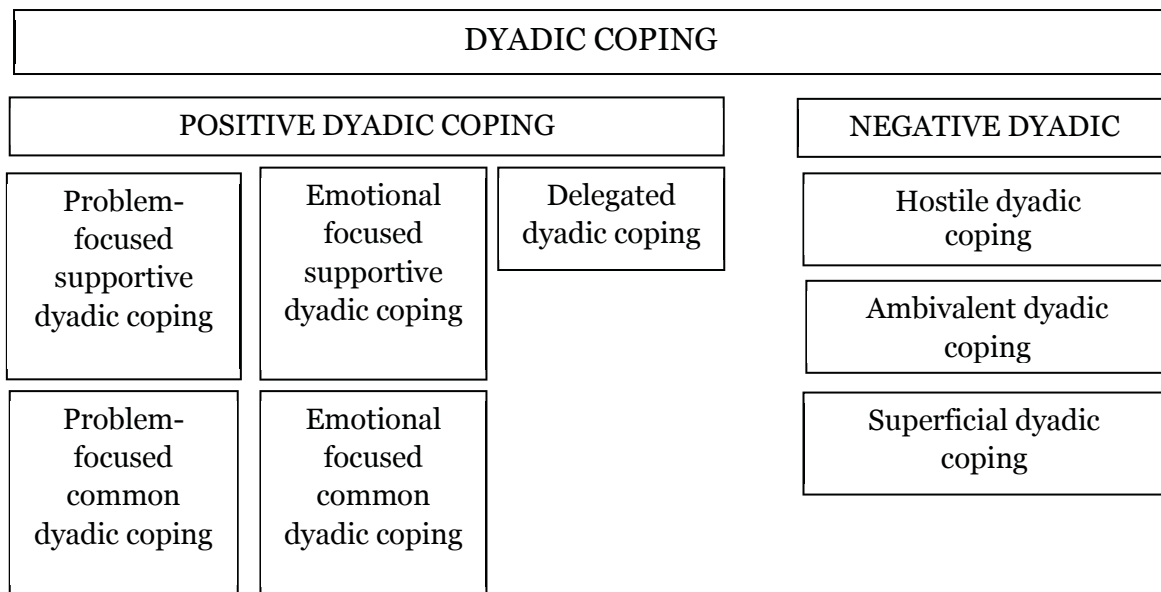 DYADIC COPING
POSITIVE DYADIC COPING
NEGATIVE DYADIC
Problem-
focused
supportive
dyadic coping
Emotional
focused
supportive
dyadic coping
Delegated
dyadic coping
Hostile dyadic
coping
Ambivalent dyadic
coping
Superficial dyadic
coping
Problem-
focused
common
dyadic coping
Emotional
focused
common
dyadic coping